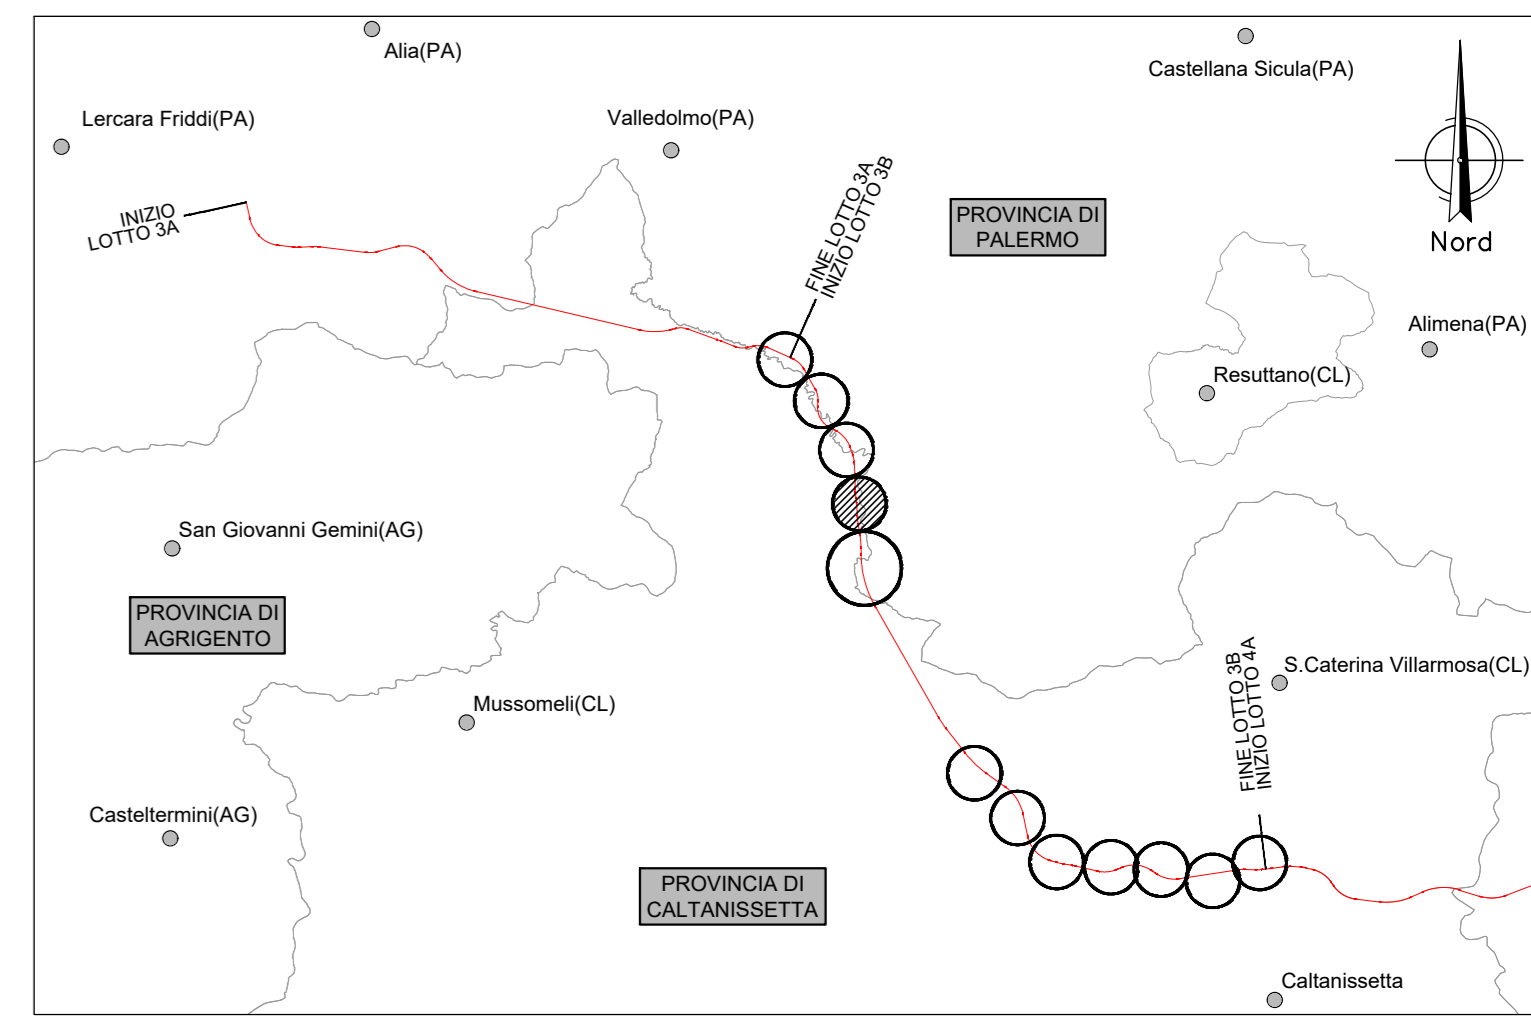 Alia(PA)
Castellana Sicula(PA)
Lercara Friddi(PA)
Valledolmo(PA)
INIZIO
LOTTO 3A
FINE LOTTO 3A
INIZIO LOTTO 3B
PROVINCIA DI
PALERMO
Nord
Alimena(PA)
Resuttano(CL)
San Giovanni Gemini(AG)
PROVINCIA DI
AGRIGENTO
Mussomeli(CL)
S.Caterina Villarmosa(CL)
FINE LOTTO 3B
INIZIO LOTTO 4A
Casteltermini(AG)
PROVINCIA DI
CALTANISSETTA
Caltanissetta